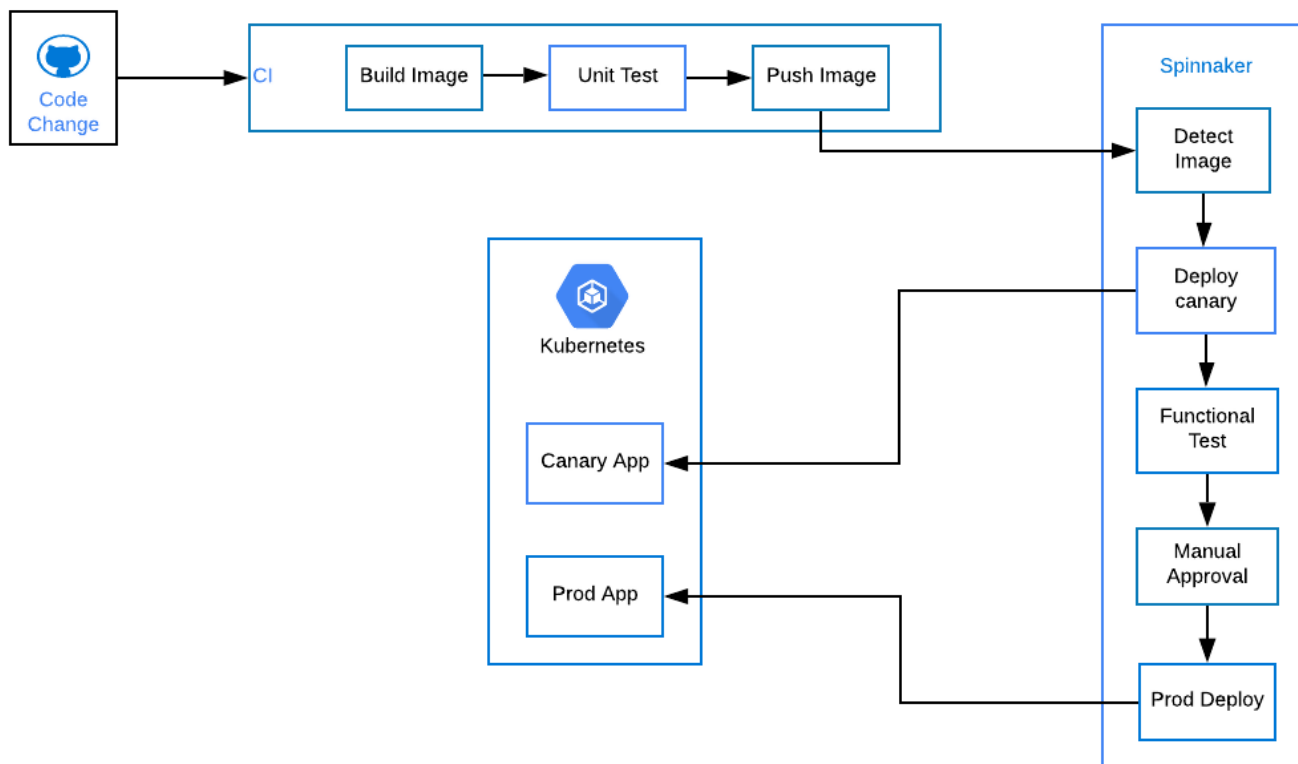 Code
Change
CI
Build Image
Unit Test
Push Image
Spinnaker
Detect
Image
Deploy
canary
Functional
Test
Manual
Approval
Prod Deploy
Kubernetes
Canary App
Prod App